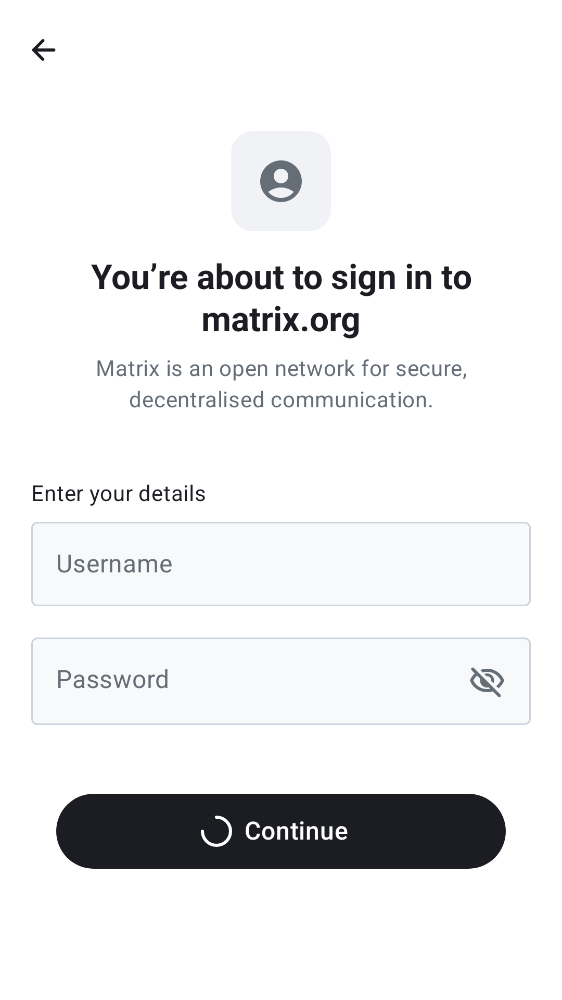 You’re about to sign in to
matrix.org
Matrix is an open network for secure,
decentralised communication.
Enter your details
Username
Password
Continue